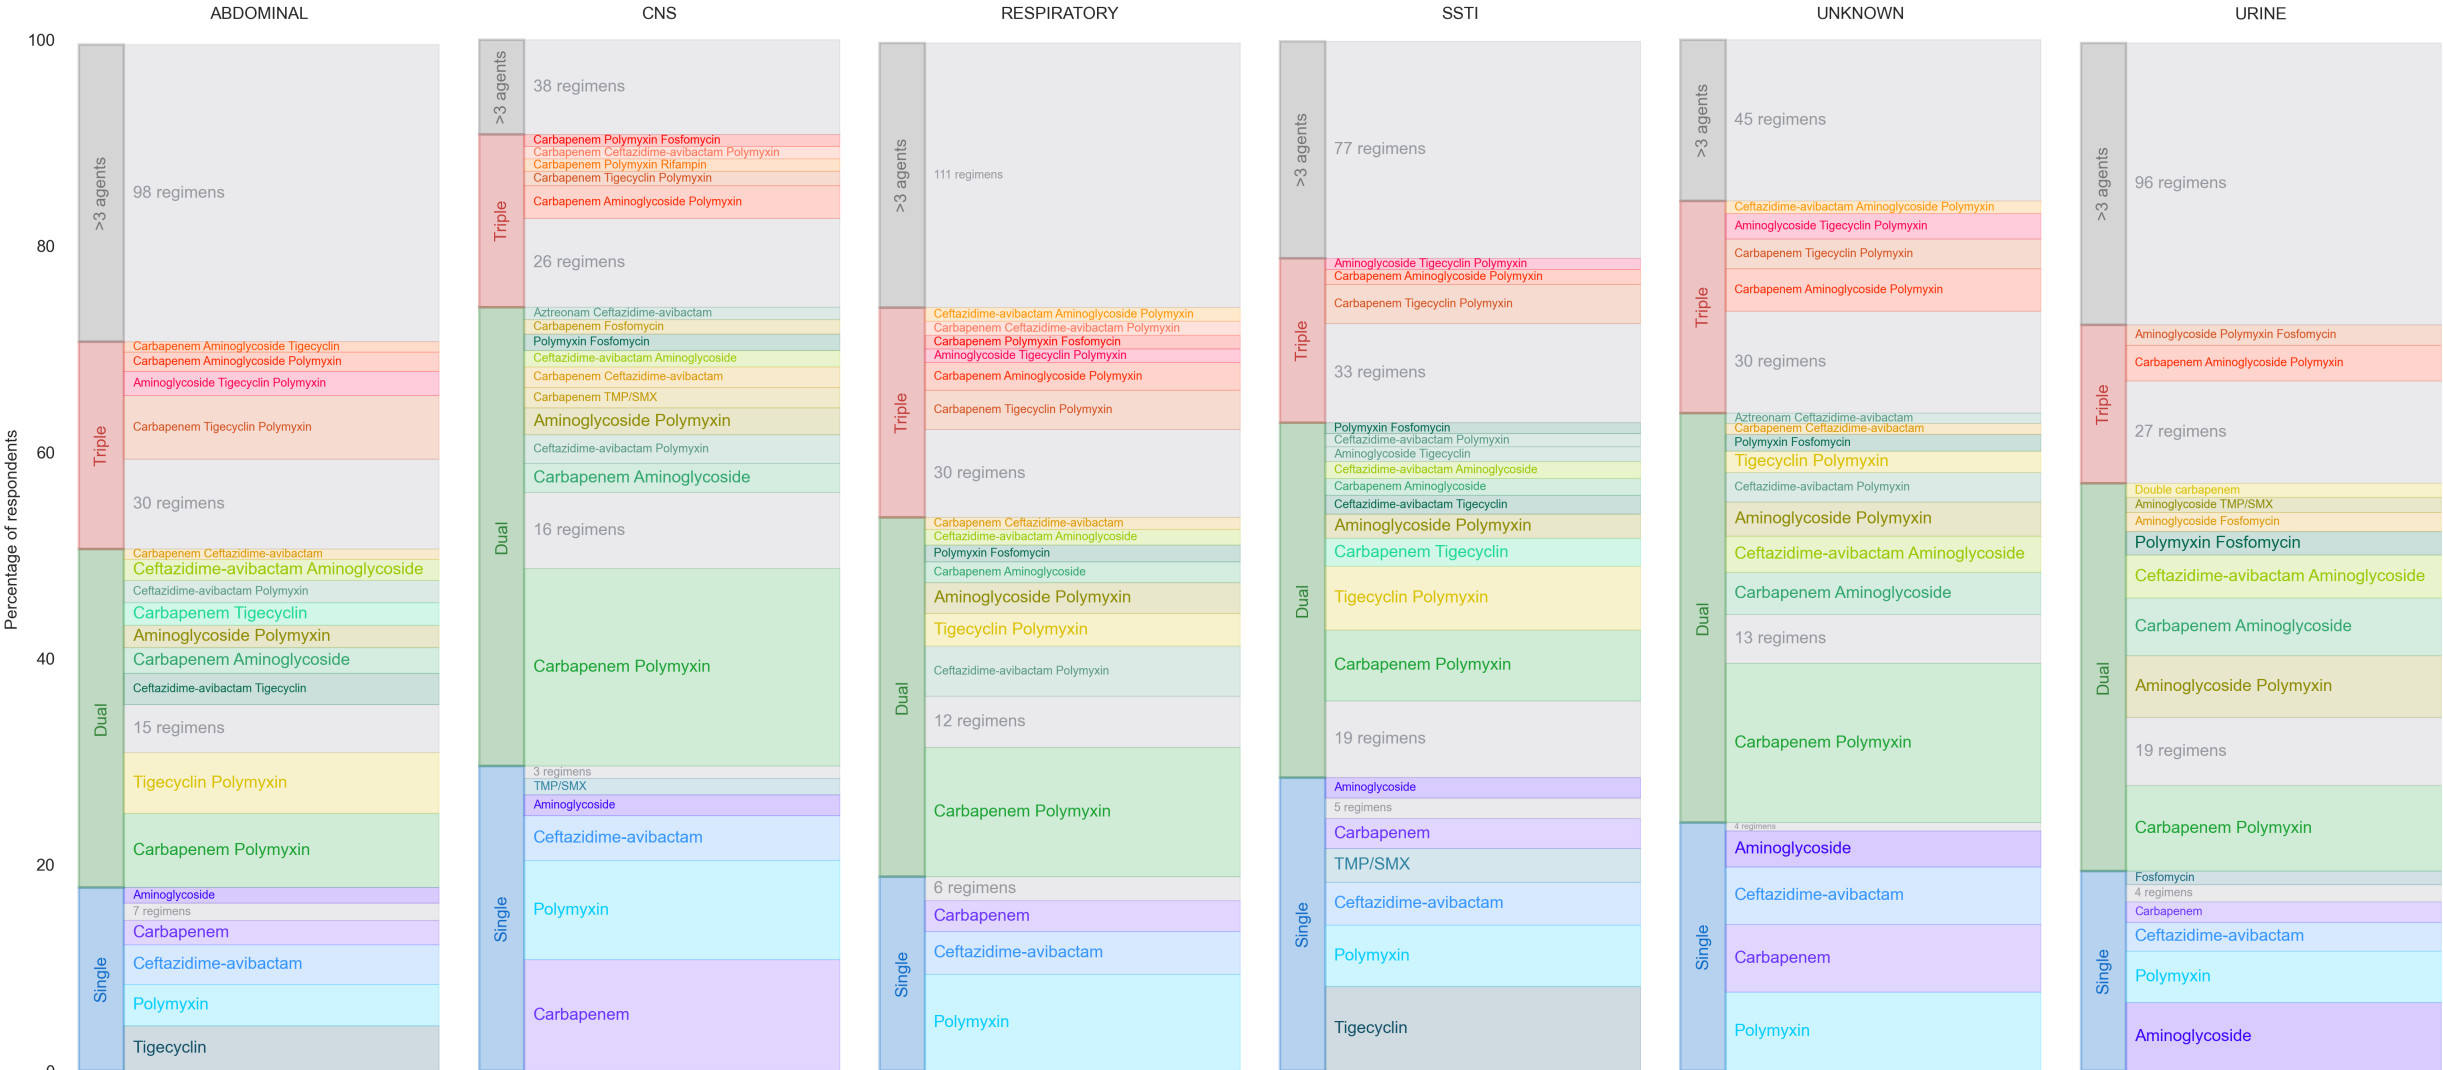 ABDOMINAL
CNS
RESPIRATORY
SSTI
UNKNOWN
URINE
Percentage of respondents
100
80
60
40
20
0
>3 agents
98 regimens
Triple
Carbapenem Aminoglycoside Tigecyclin
Carbapenem Aminoglycoside Polymyxin
Aminoglycoside Tigecyclin Polymyxin
Carbapenem Tigecyclin Polymyxin
30 regimens
Dual
Carbapenem Ceftazidime-avibactam
Ceftazidime-avibactam Aminoglycoside
Ceftazidime-avibactam Polymyxin
Carbapenem Tigecyclin
Aminoglycoside Polymyxin
Carbapenem Aminoglycoside
Ceftazidime-avibactam Tigecyclin
15 regimens
Tigecyclin Polymyxin
Carbapenem Polymyxin
Single
Aminoglycoside
7 regimens
Carbapenem
Ceftazidime-avibactam
Polymyxin
Tigecyclin
>3 agents
38 regimens
Triple
Carbapenem Polymyxin Fosfomycin
Carbapenem Ceftazidime-avibactam Polymyxin
Carbapenem Polymyxin Rifampin
Carbapenem Tigecyclin Polymyxin
Carbapenem Aminoglycoside Polymyxin
26 regimens
Dual
Aztreonam Ceftazidime-avibactam
Carbapenem Fosfomycin
Polymyxin Fosfomycin
Ceftazidime-avibactam Aminoglycoside
Carbapenem Ceftazidime-avibactam
Carbapenem TMP/SMX
Aminoglycoside Polymyxin
Ceftazidime-avibactam Polymyxin
Carbapenem Aminoglycoside
16 regimens
Carbapenem Polymyxin
Single
3 regimens
TMP/SMX
Aminoglycoside
Ceftazidime-avibactam
Polymyxin
Carbapenem
>3 agents
111 regimens
Triple
Ceftazidime-avibactam Aminoglycoside Polymyxin
Carbapenem Ceftazidime-avibactam Polymyxin
Carbapenem Polymyxin Fosfomycin
Aminoglycoside Tigecyclin Polymyxin
Carbapenem Aminoglycoside Polymyxin
Carbapenem Tigecyclin Polymyxin
30 regimens
Dual
Carbapenem Ceftazidime-avibactam
Ceftazidime-avibactam Aminoglycoside
Polymyxin Fosfomycin
Carbapenem Aminoglycoside
Aminoglycoside Polymyxin
Tigecyclin Polymyxin
Ceftazidime-avibactam Polymyxin
12 regimens
Carbapenem Polymyxin
Single
6 regimens
Carbapenem
Ceftazidime-avibactam
Polymyxin
>3 agents
77 regimens
Triple
Aminoglycoside Tigecyclin Polymyxin
Carbapenem Aminoglycoside Polymyxin
Carbapenem Tigecyclin Polymyxin
33 regimens
Dual
Polymyxin Fosfomycin
Ceftazidime-avibactam Polymyxin
Aminoglycoside Tigecyclin
Ceftazidime-avibactam Aminoglycoside
Carbapenem Aminoglycoside
Ceftazidime-avibactam Tigecyclin
Aminoglycoside Polymyxin
Carbapenem Tigecyclin
Tigecyclin Polymyxin
Carbapenem Polymyxin
19 regimens
Single
Aminoglycoside
5 regimens
Carbapenem
TMP/SMX
Ceftazidime-avibactam
Polymyxin
Tigecyclin
>3 agents
45 regimens
Triple
Ceftazidime-avibactam Aminoglycoside Polymyxin
Aminoglycoside Tigecyclin Polymyxin
Carbapenem Tigecyclin Polymyxin
Carbapenem Aminoglycoside Polymyxin
30 regimens
Dual
Aztreonam Ceftazidime-avibactam
Carbapenem Ceftazidime-avibactam
Polymyxin Fosfomycin
Tigecyclin Polymyxin
Ceftazidime-avibactam Polymyxin
Aminoglycoside Polymyxin
Ceftazidime-avibactam Aminoglycoside
Carbapenem Aminoglycoside
13 regimens
Carbapenem Polymyxin
Single
4 regimens
Aminoglycoside
Ceftazidime-avibactam
Carbapenem
Polymyxin
>3 agents
96 regimens
Triple
Aminoglycoside Polymyxin Fosfomycin
Carbapenem Aminoglycoside Polymyxin
27 regimens
Dual
Double carbapenem
Aminoglycoside TMP/SMX
Aminoglycoside Fosfomycin
Polymyxin Fosfomycin
Ceftazidime-avibactam Aminoglycoside
Carbapenem Aminoglycoside
Aminoglycoside Polymyxin
19 regimens
Carbapenem Polymyxin
Single
Fosfomycin
4 regimens
Carbapenem
Ceftazidime-avibactam
Polymyxin
Aminoglycoside